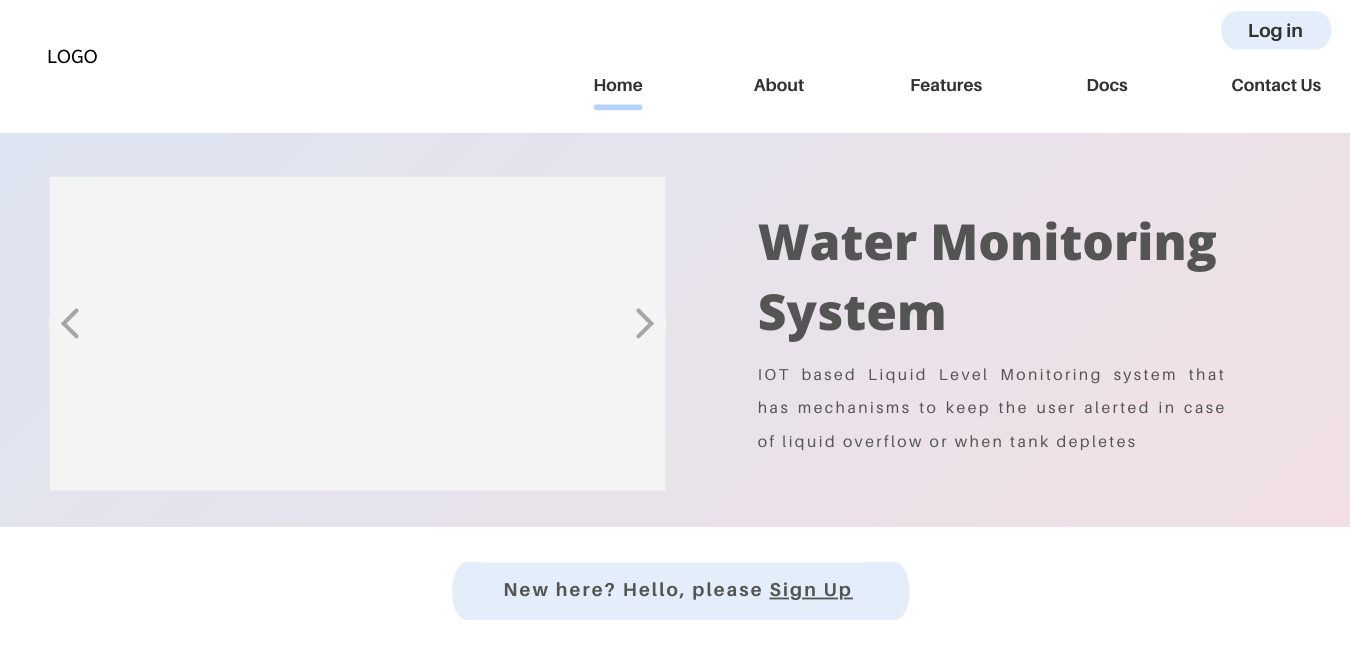 Log in
LOGO
Home About Features Docs Contact Us
Water Monitoring
System
IOT based Liquid Level Monitoring system that
has mechanisms to keep the user alerted in case
of liquid overflow or when tank depletes
New here? Hello, please Sign Up